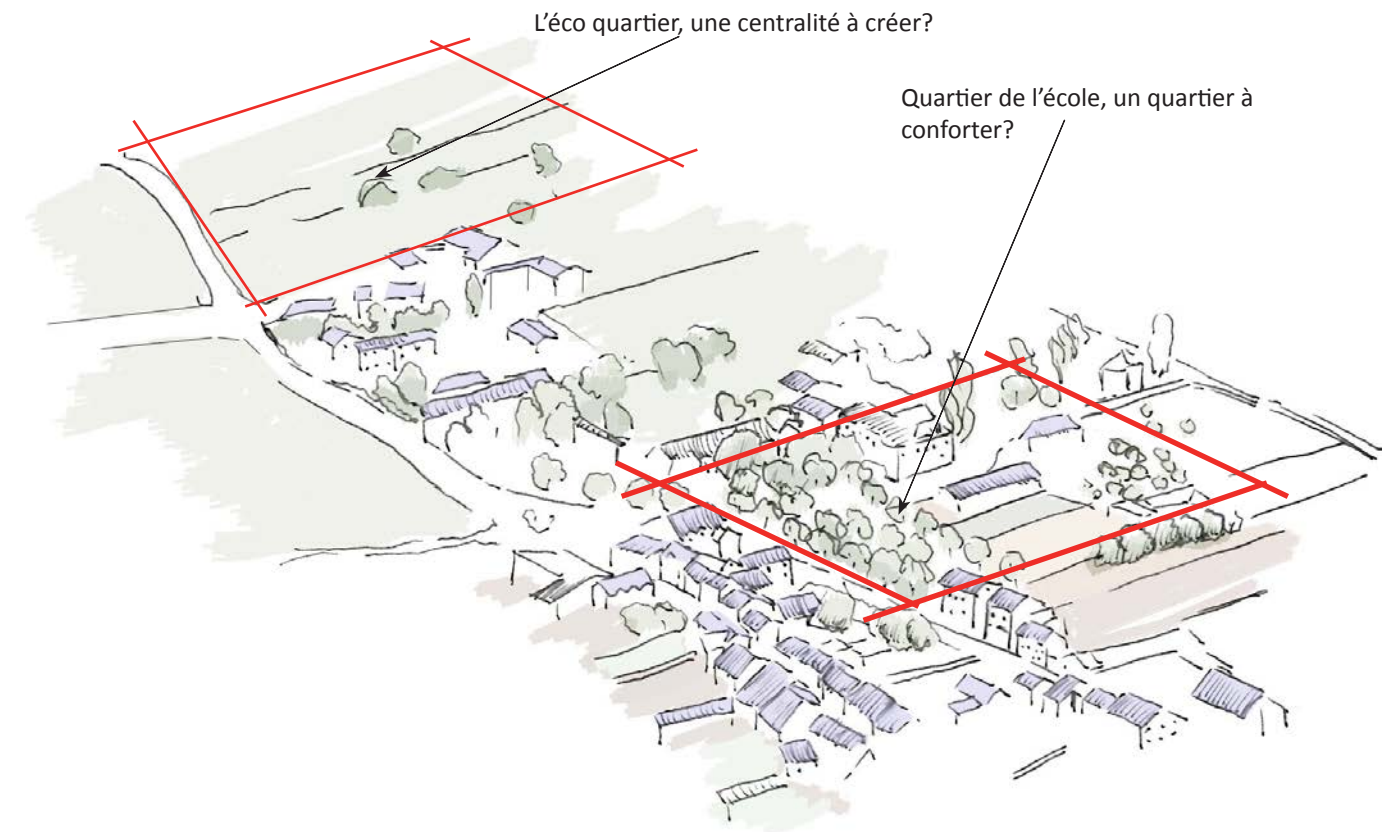 L’éco quartier, une centralité à créer?
Quartier de l’école, un quartier à
conforter?